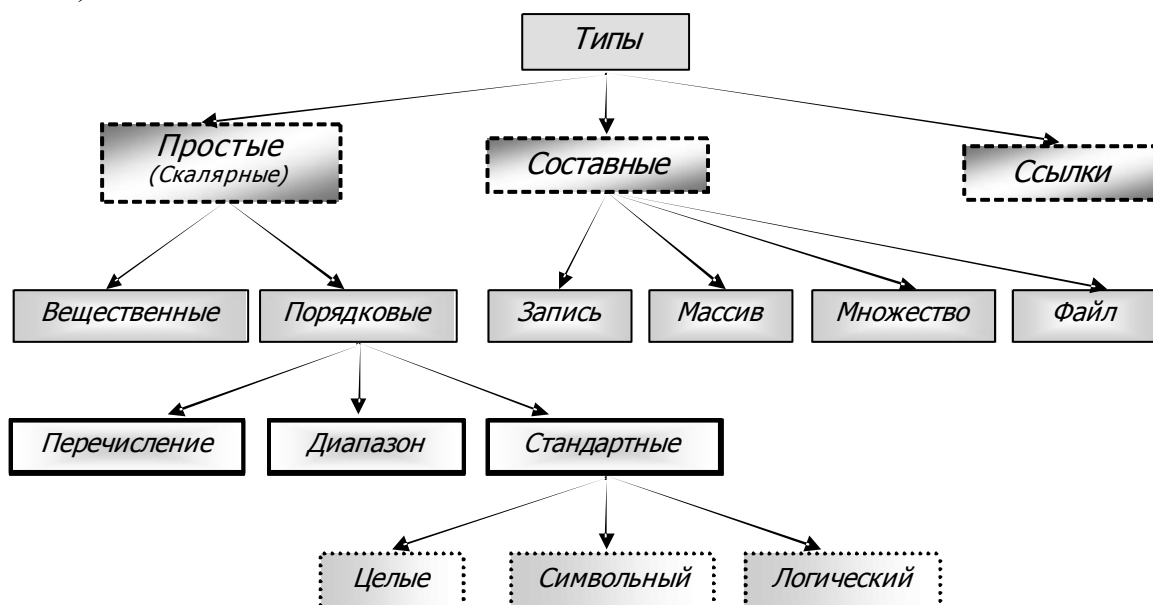 Типы
Простые
(Скалярные)
Составные
Ссылки
Вещественные
Порядковые
Запись
Массив
Множество
Файл
Перечисление
Диапазон
Стандартные
Целые
Символьный
Логический